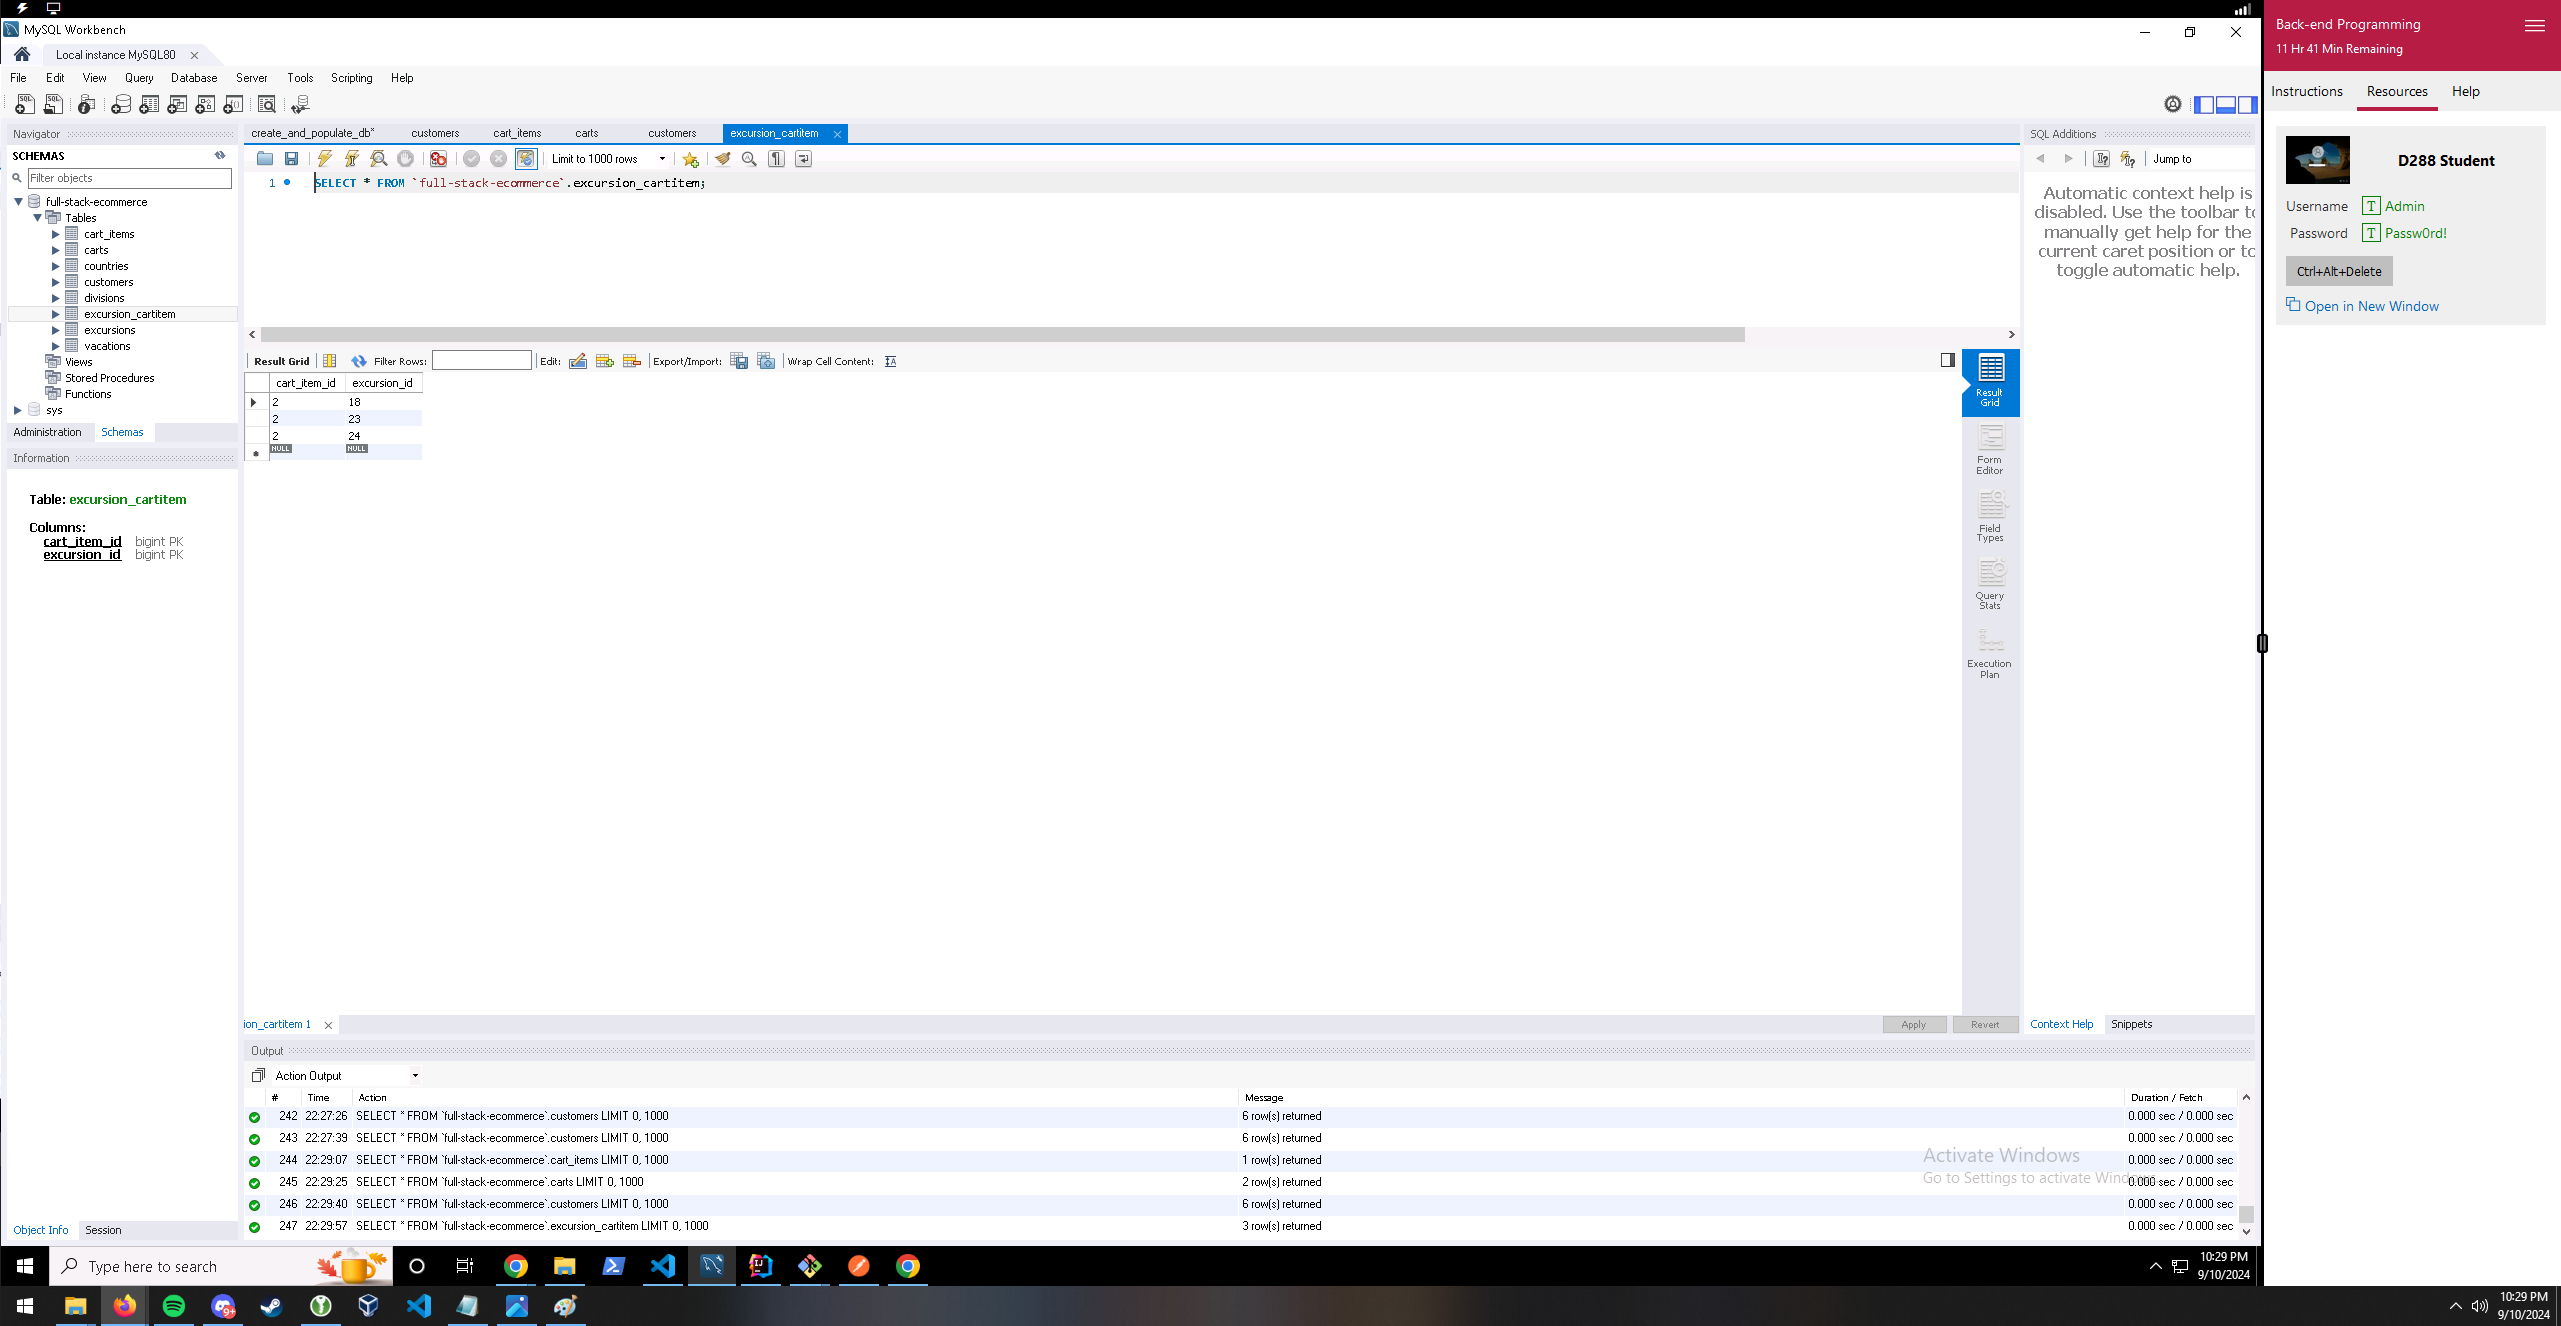 MySQL Workbench
Local instance MySQL80
File Edit View Query Database Server Tools Scripting Help
Navigator
SCHEMAS
Filter objects
full-stack-ecommerce
Tables
cart_items
carts
countries
customers
divisions
excursion_cartitem
excursions
vacations
Views
Stored Procedures
Functions
sys
Administration Schemas
Information
Table: excursion_cartitem
Columns:
cart_item_id bigint PK
excursion_id bigint PK
Object Info Session
create_and_populate_db* customers cart_items carts customers excursion_cartitem
Limit to 1000 rows
1 SELECT * FROM `full-stack-ecommerce`.excursion_cartitem;
Result Grid Filter Rows: Edit: Export/Import: Wrap Cell Content:
cart_item_id excursion_id
2 18
2 23
2 24
NULL NULL
Result
Grid
Form
Editor
Field
Types
Query
Stats
Execution
Plan
ion_cartitem 1
Apply Revert
SQL Additions
Jump to
Automatic context help is
disabled. Use the toolbar to
manually get help for the
current caret position or to
toggle automatic help.
Context Help Snippets
Output
Action Output
# Time Action Message Duration / Fetch
242 22:27:26 SELECT * FROM `full-stack-ecommerce`.customers LIMIT 0, 1000 6 row(s) returned 0.000 sec / 0.000 sec
243 22:27:39 SELECT * FROM `full-stack-ecommerce`.customers LIMIT 0, 1000 6 row(s) returned 0.000 sec / 0.000 sec
244 22:29:07 SELECT * FROM `full-stack-ecommerce`.cart_items LIMIT 0, 1000 1 row(s) returned 0.000 sec / 0.000 sec
245 22:29:25 SELECT * FROM `full-stack-ecommerce`.carts LIMIT 0, 1000 2 row(s) returned 0.000 sec / 0.000 sec
246 22:29:40 SELECT * FROM `full-stack-ecommerce`.customers LIMIT 0, 1000 6 row(s) returned 0.000 sec / 0.000 sec
247 22:29:57 SELECT * FROM `full-stack-ecommerce`.excursion_cartitem LIMIT 0, 1000 3 row(s) returned 0.000 sec / 0.000 sec
Activate Windows
Go to Settings to activate Windows.
Type here to search
10:29 PM
9/10/2024
Back-end Programming
11 Hr 41 Min Remaining
Instructions Resources Help
D288 Student
Username T Admin
Password T Passw0rd!
Ctrl+Alt+Delete
Open in New Window
9+
10:29 PM
9/10/2024